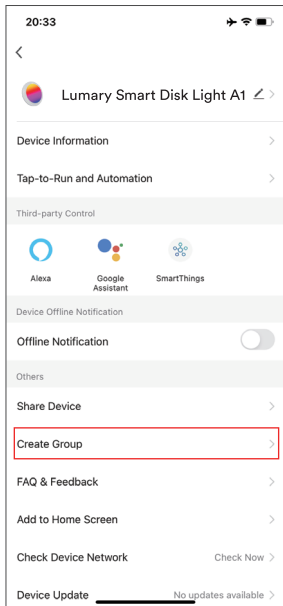 20:33
Lumary Smart Disk Light A1
Device Information
Tap-to-Run and Automation
Third-party Control
Alexa
Google Assistant
SmartThings
Device Offline Notification
Offline Notification
Others
Share Device
Create Group
FAQ & Feedback
Add to Home Screen
Check Device Network Check Now
Device Update No updates available